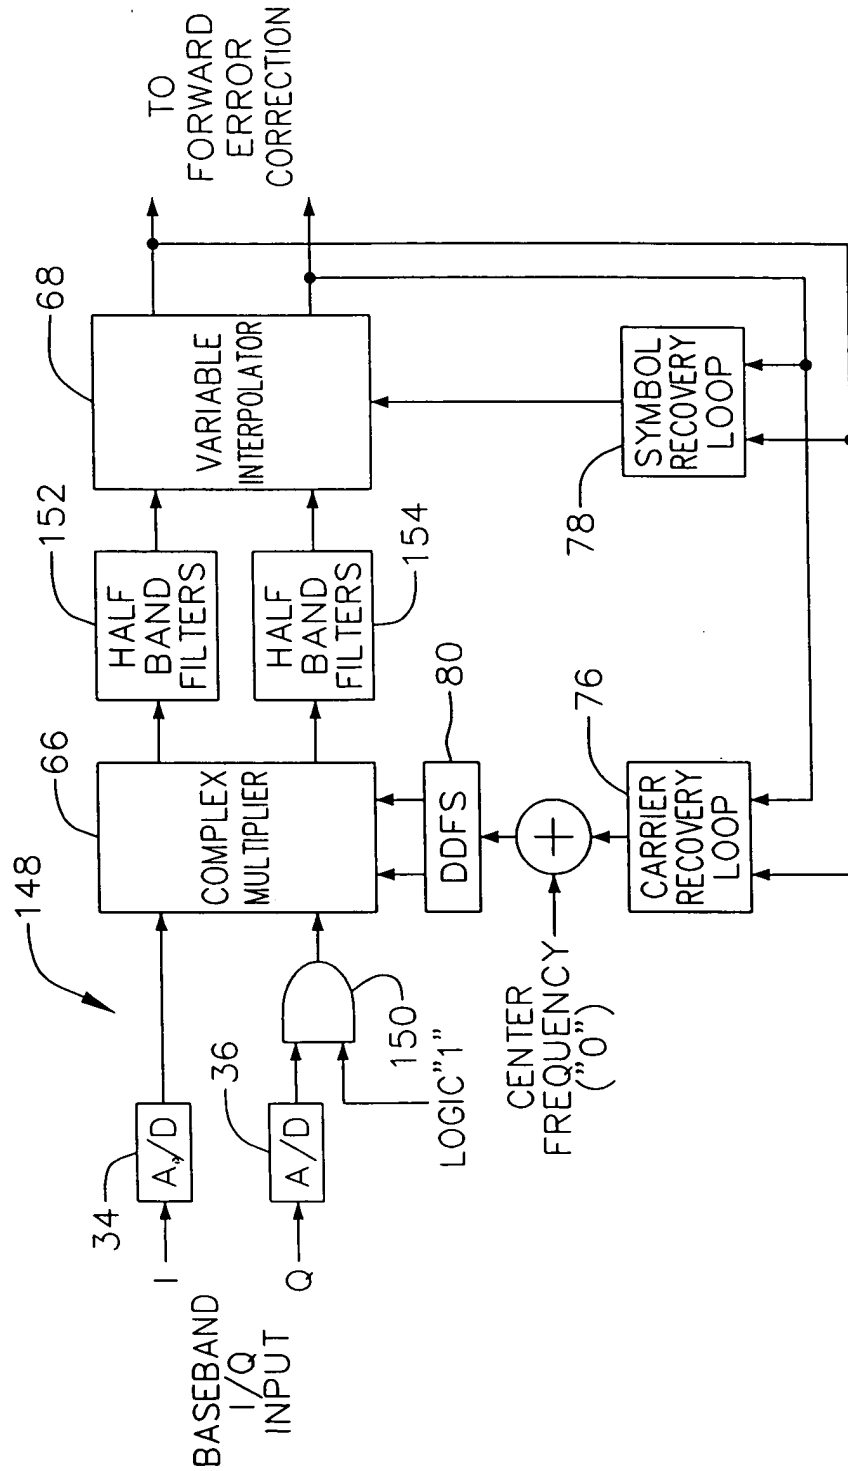 148
BASEBAND
I/Q
INPUT
I
Q
34
A/D
36
A/D
150
LOGIC"1"
66
COMPLEX
MULTIPLIER
152
HALF
BAND
FILTERS
154
HALF
BAND
FILTERS
68
VARIABLE
INTERPOLATOR
TO
FORWARD
ERROR
CORRECTION
80
DDFS
+
CENTER
FREQUENCY
("0")
76
CARRIER
RECOVERY
LOOP
78
SYMBOL
RECOVERY
LOOP